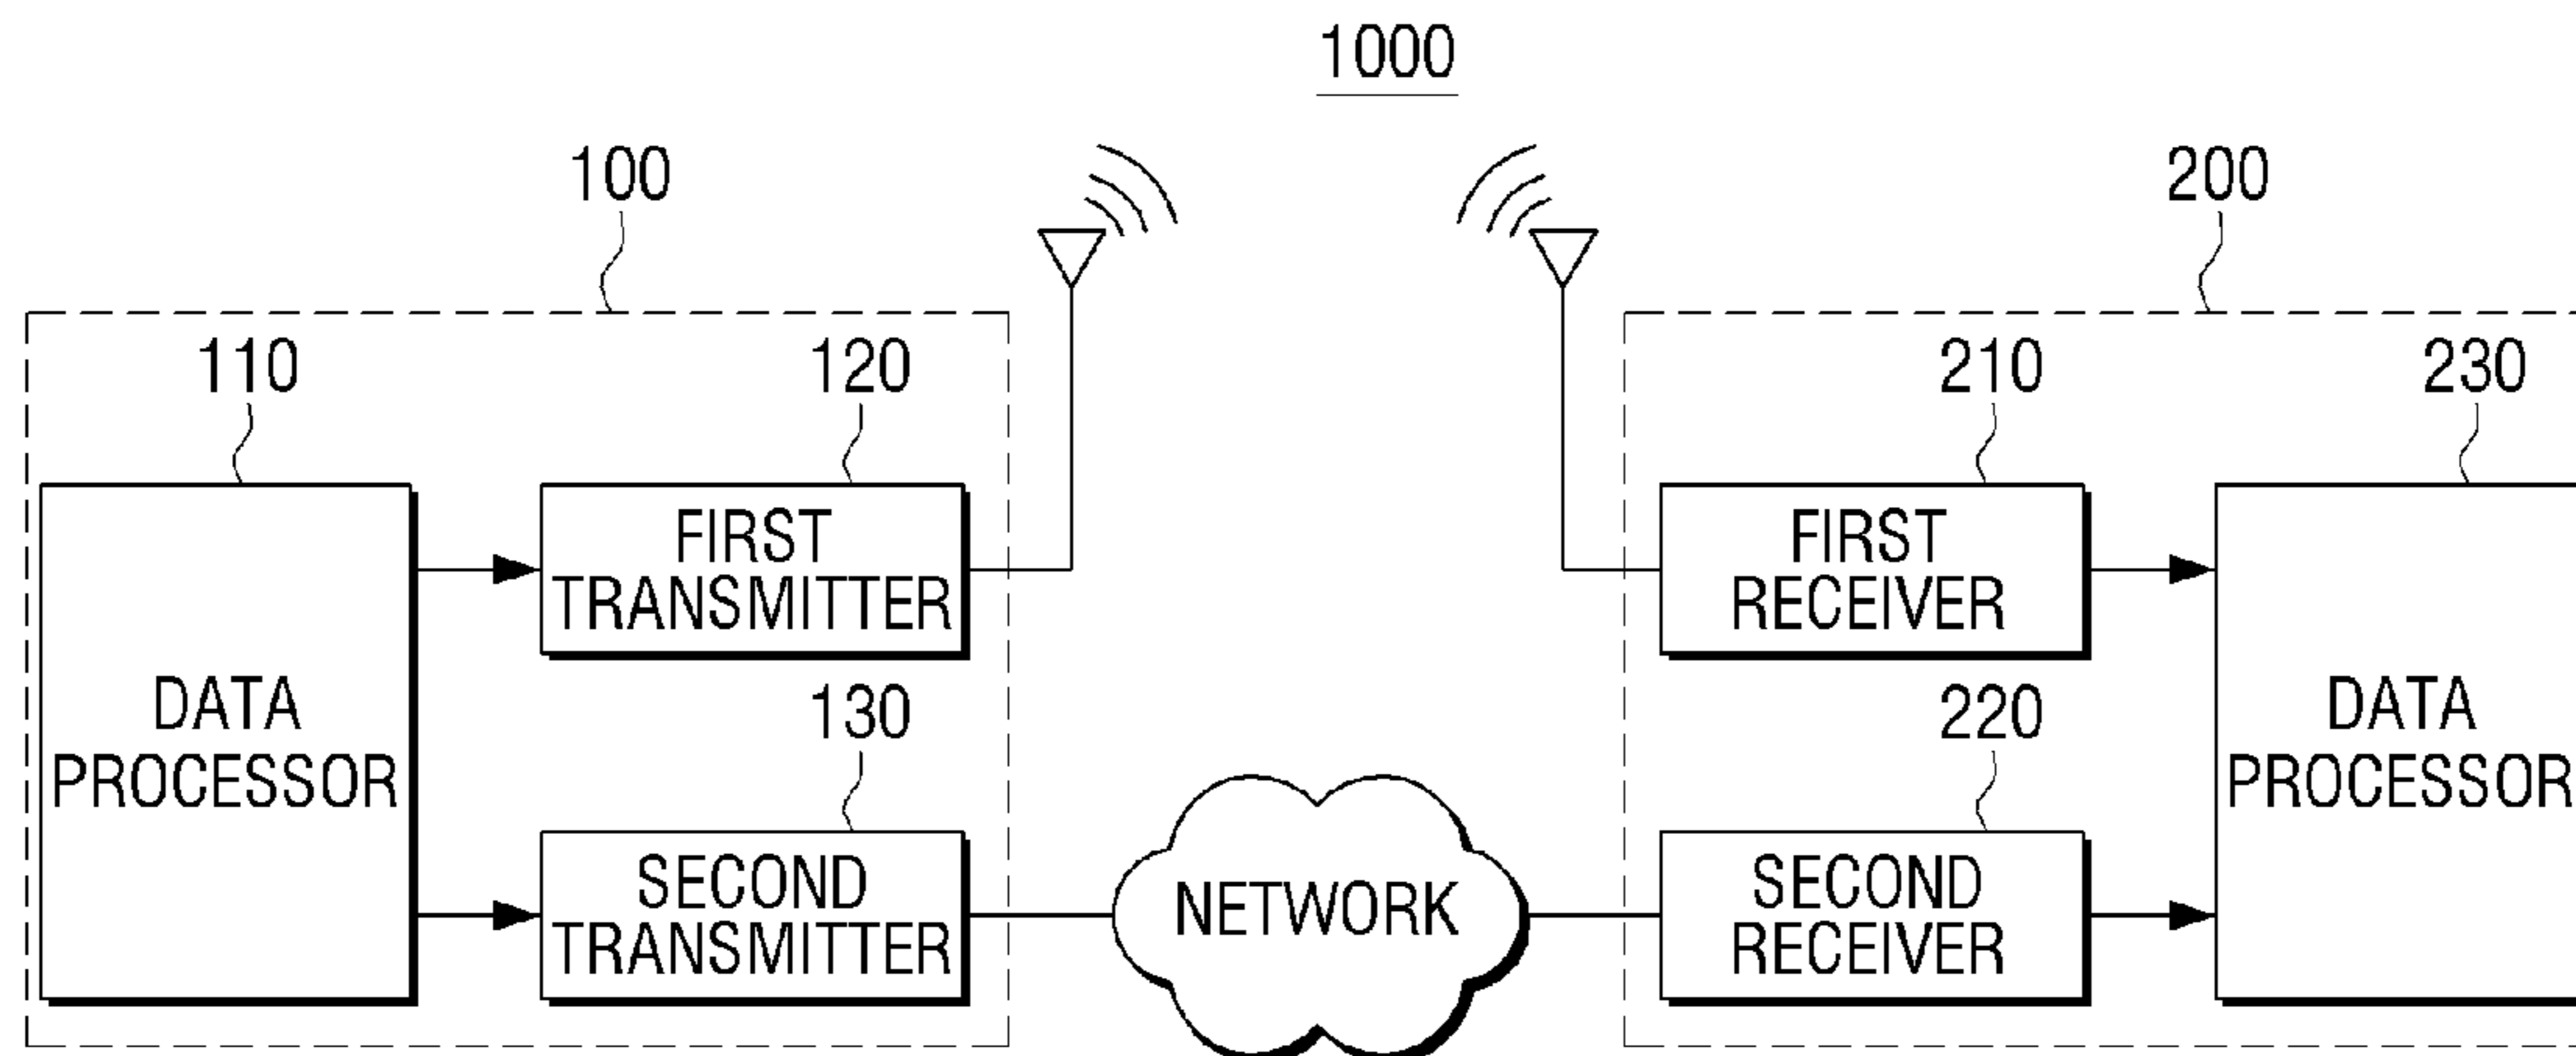 1000
100
200
110
120
210
230
FIRST
TRANSMITTER
FIRST
RECEIVER
DATA
PROCESSOR
130
220
DATA
PROCESSOR
SECOND
TRANSMITTER
NETWORK
SECOND
RECEIVER